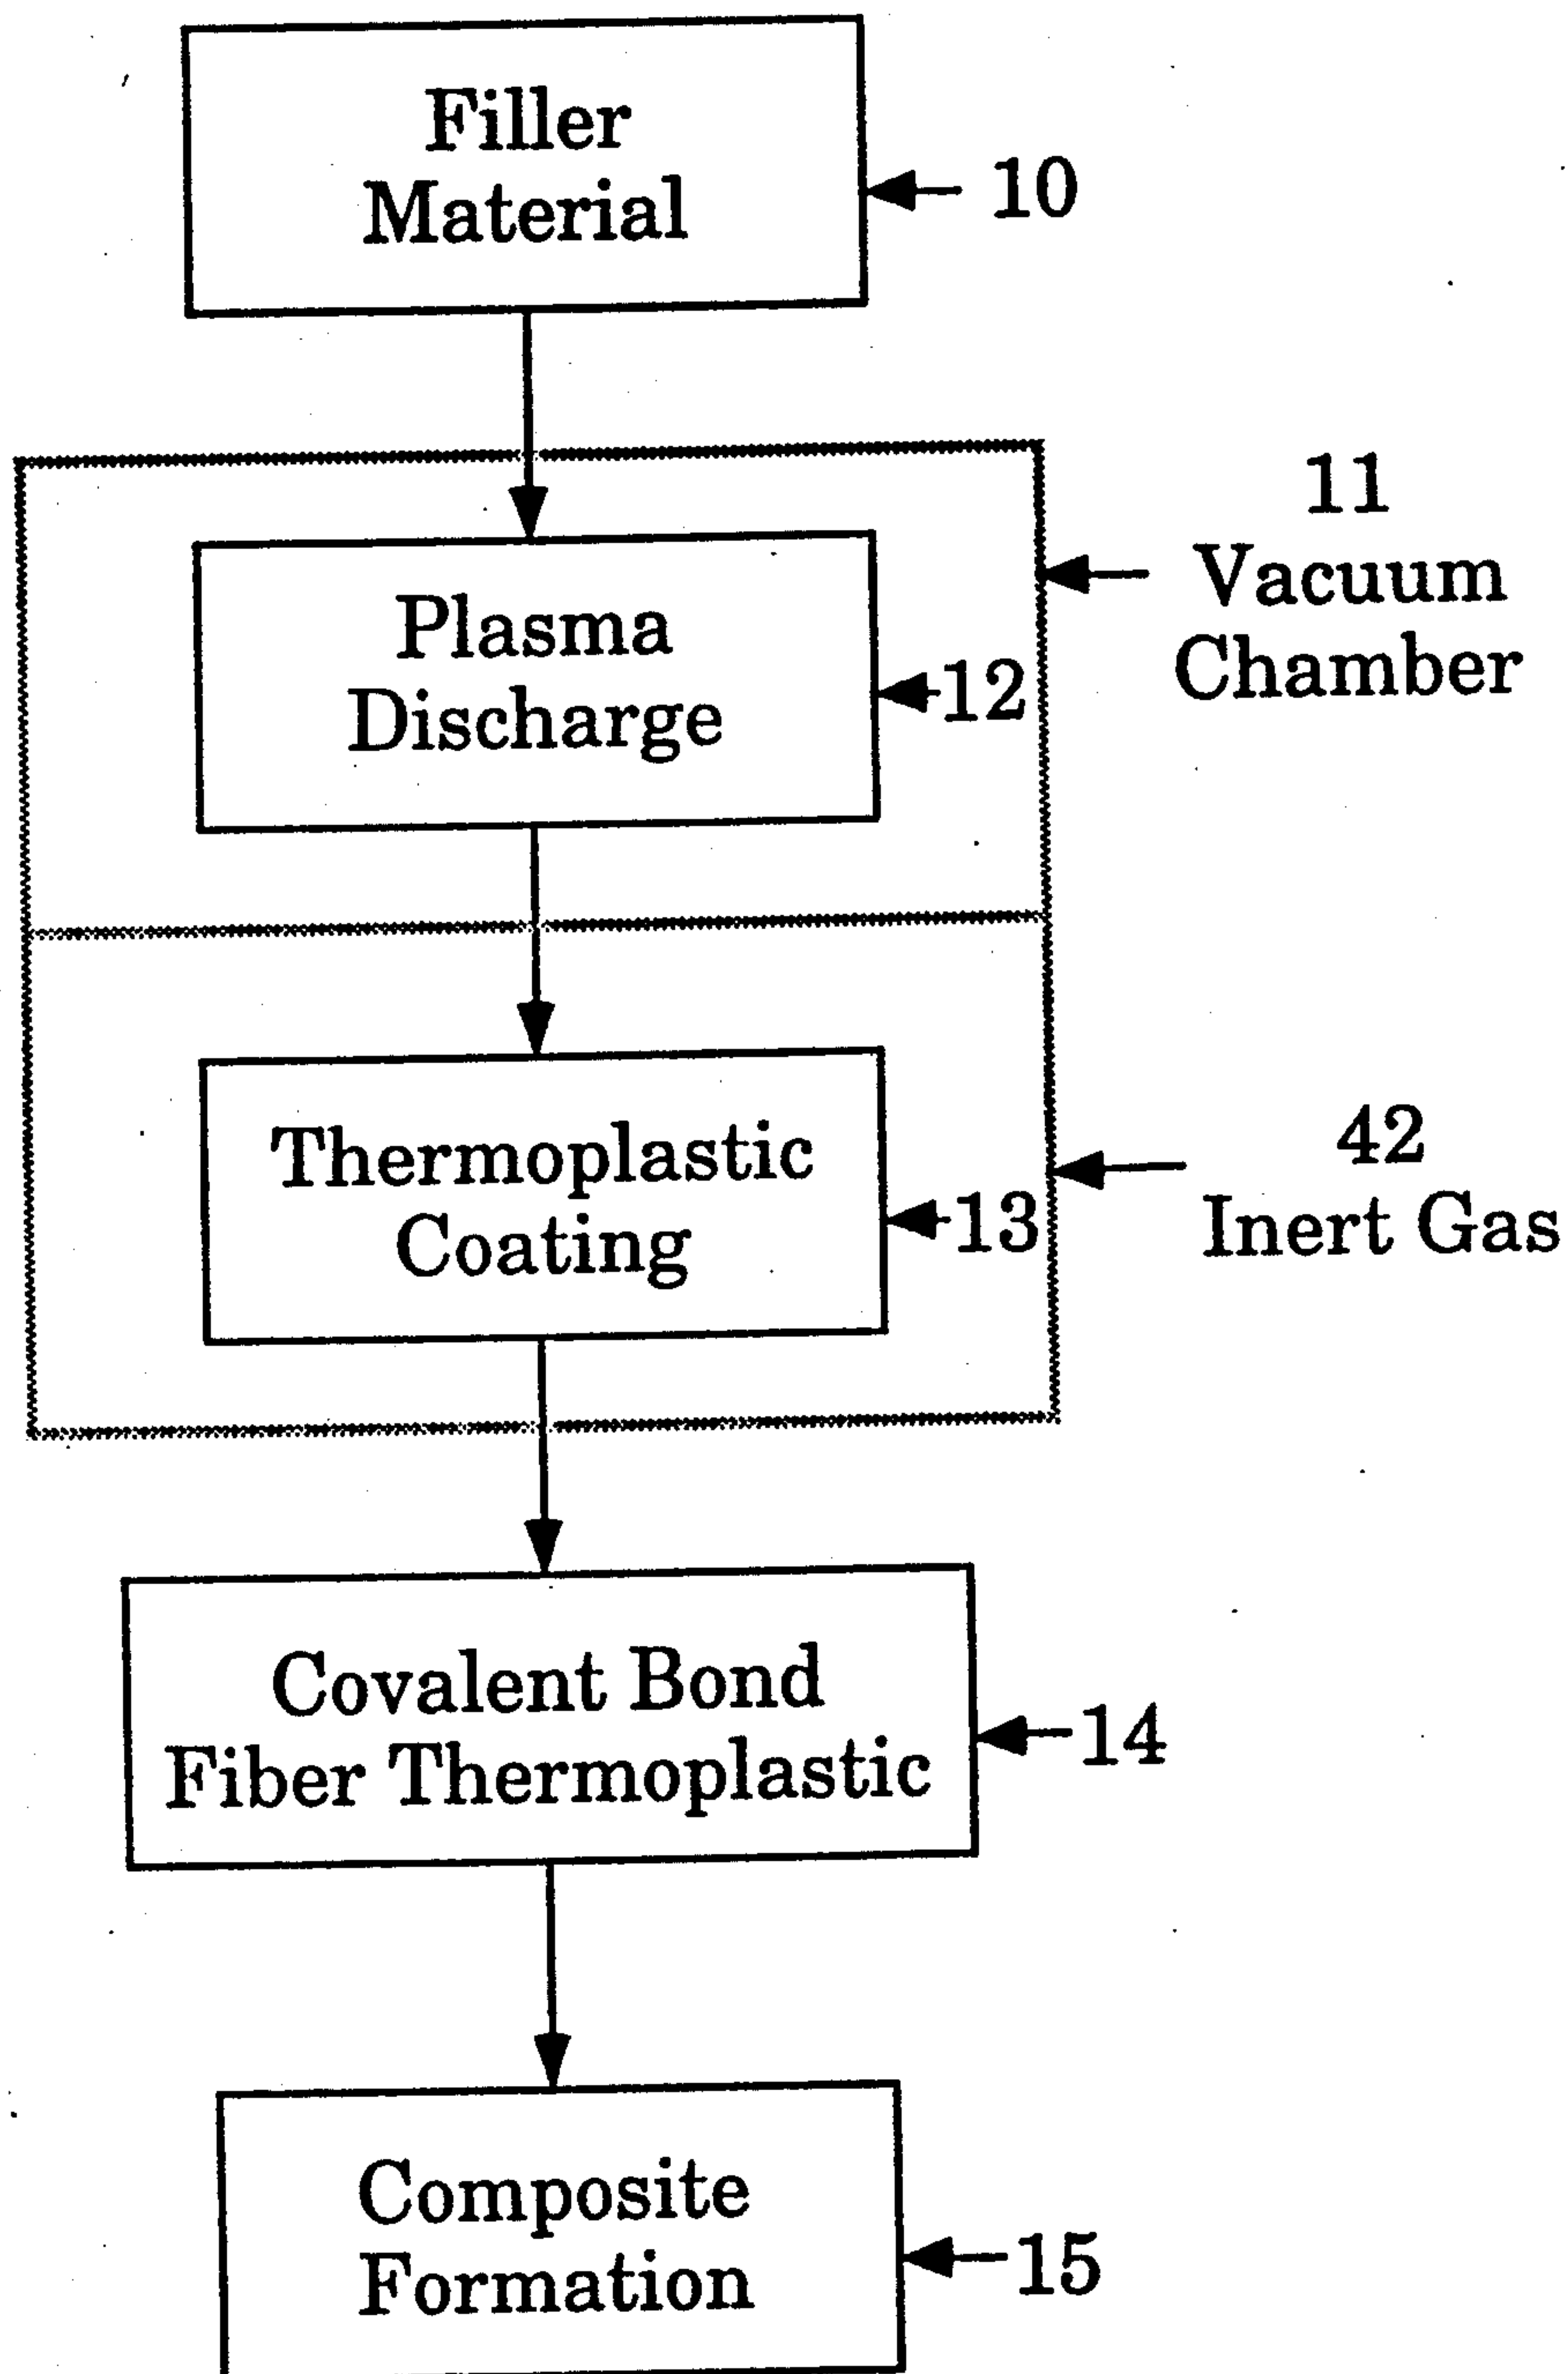 Filler
Material
10
11
Vacuum
Chamber
Plasma
Discharge
12
Thermoplastic
Coating
13
42
Inert Gas
Covalent Bond
Fiber Thermoplastic
14
Composite
Formation
15